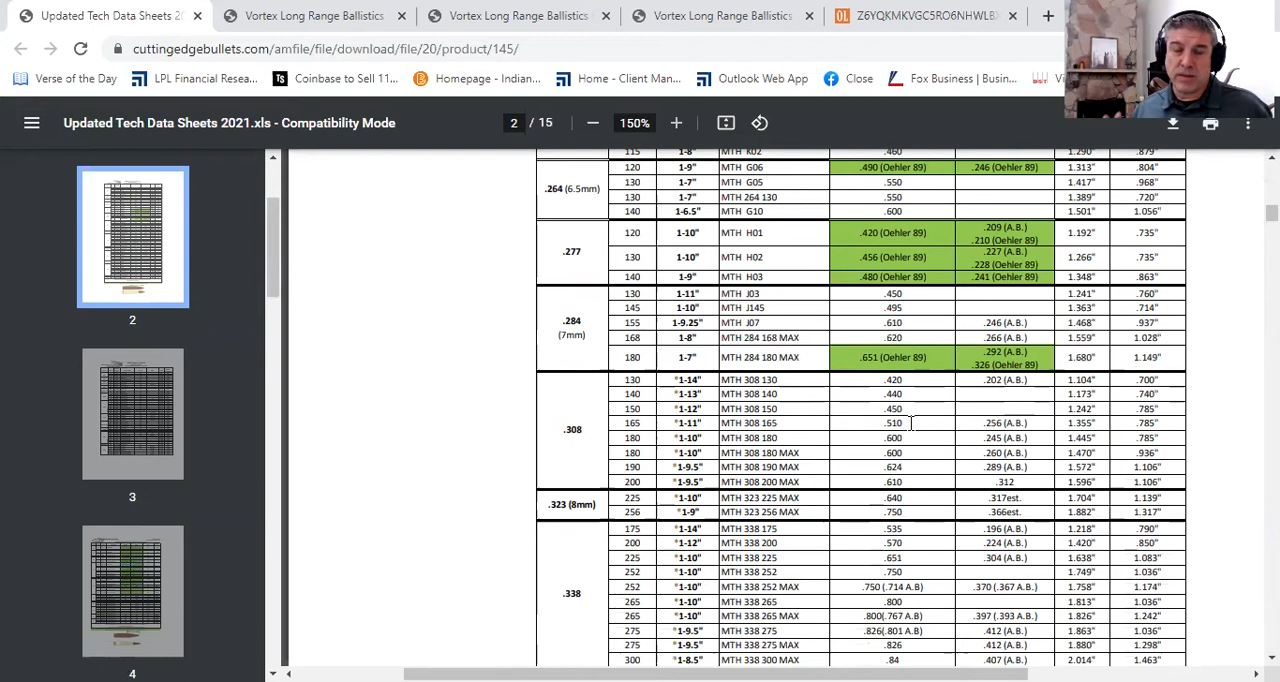 Updated Tech Data Sheets 2 Vortex Long Range Ballistics Vortex Long Range Ballistics Vortex Long Range Ballistics OL Z6YQKMKVGC5RO6NHWLB
cuttingedgebullets.com/amfile/file/download/file/20/product/145/
Verse of the Day LPL Financial Resea... Coinbase to Sell 11... Homepage - Indian... Home - Client Man... Outlook Web App Close Fox Business | Busin...
Updated Tech Data Sheets 2021.xls - Compatibility Mode 2 / 15 150%
115 1-8" MTH K02 .460 1.290" .879"
.264 (6.5mm) 120 1-9" MTH G06 .490 (Oehler 89) .246 (Oehler 89) 1.313" .804"
130 1-7" MTH G05 .550 1.417" .968"
130 1-7" MTH 264 130 .550 1.389" .720"
140 1-6.5" MTH G10 .600 1.501" 1.056"
.277 120 1-10" MTH H01 .420 (Oehler 89) .209 (A.B.) .210 (Oehler 89) 1.192" .735"
130 1-10" MTH H02 .456 (Oehler 89) .227 (A.B.) .228 (Oehler 89) 1.266" .735"
140 1-9" MTH H03 .480 (Oehler 89) .241 (Oehler 89) 1.348" .863"
.284 (7mm) 130 1-11" MTH J03 .450 1.241" .760"
145 1-10" MTH J145 .495 1.363" .714"
155 1-9.25" MTH J07 .610 .246 (A.B.) 1.468" .937"
168 1-8" MTH 284 168 MAX .620 .266 (A.B.) 1.559" 1.028"
180 1-7" MTH 284 180 MAX .651 (Oehler 89) .292 (A.B.) .326 (Oehler 89) 1.680" 1.149"
.308 130 *1-14" MTH 308 130 .420 .202 (A.B.) 1.104" .700"
140 *1-13" MTH 308 140 .440 1.173" .740"
150 *1-12" MTH 308 150 .450 1.242" .785"
165 *1-11" MTH 308 165 .510 .256 (A.B.) 1.355" .785"
180 *1-10" MTH 308 180 .600 .245 (A.B.) 1.445" .785"
180 *1-10" MTH 308 180 MAX .600 .260 (A.B.) 1.470" .936"
190 *1-9.5" MTH 308 190 MAX .624 .289 (A.B.) 1.572" 1.106"
200 *1-9.5" MTH 308 200 MAX .610 .312 1.596" 1.106"
.323 (8mm) 225 *1-10" MTH 323 225 MAX .640 .317est. 1.704" 1.139"
256 *1-9" MTH 323 256 MAX .750 .366est. 1.882" 1.317"
.338 175 *1-14" MTH 338 175 .535 .196 (A.B.) 1.218" .790"
200 *1-12" MTH 338 200 .570 .224 (A.B.) 1.420" .850"
225 *1-10" MTH 338 225 .651 .304 (A.B.) 1.638" 1.083"
252 *1-10" MTH 338 252 .750 1.749" 1.036"
252 *1-10" MTH 338 252 MAX .750 (.714 A.B) .370 (.367 A.B.) 1.758" 1.174"
265 *1-10" MTH 338 265 .800 1.813" 1.036"
265 *1-10" MTH 338 265 MAX .800(.767 A.B) .397 (.393 A.B.) 1.826" 1.242"
275 *1-9.5" MTH 338 275 .826(.801 A.B) .412 (A.B.) 1.863" 1.036"
275 *1-9.5" MTH 338 275 MAX .826 .412 (A.B.) 1.880" 1.298"
300 *1-8.5" MTH 338 300 MAX .84 .407 (A.B.) 2.014" 1.463"
2
3
4